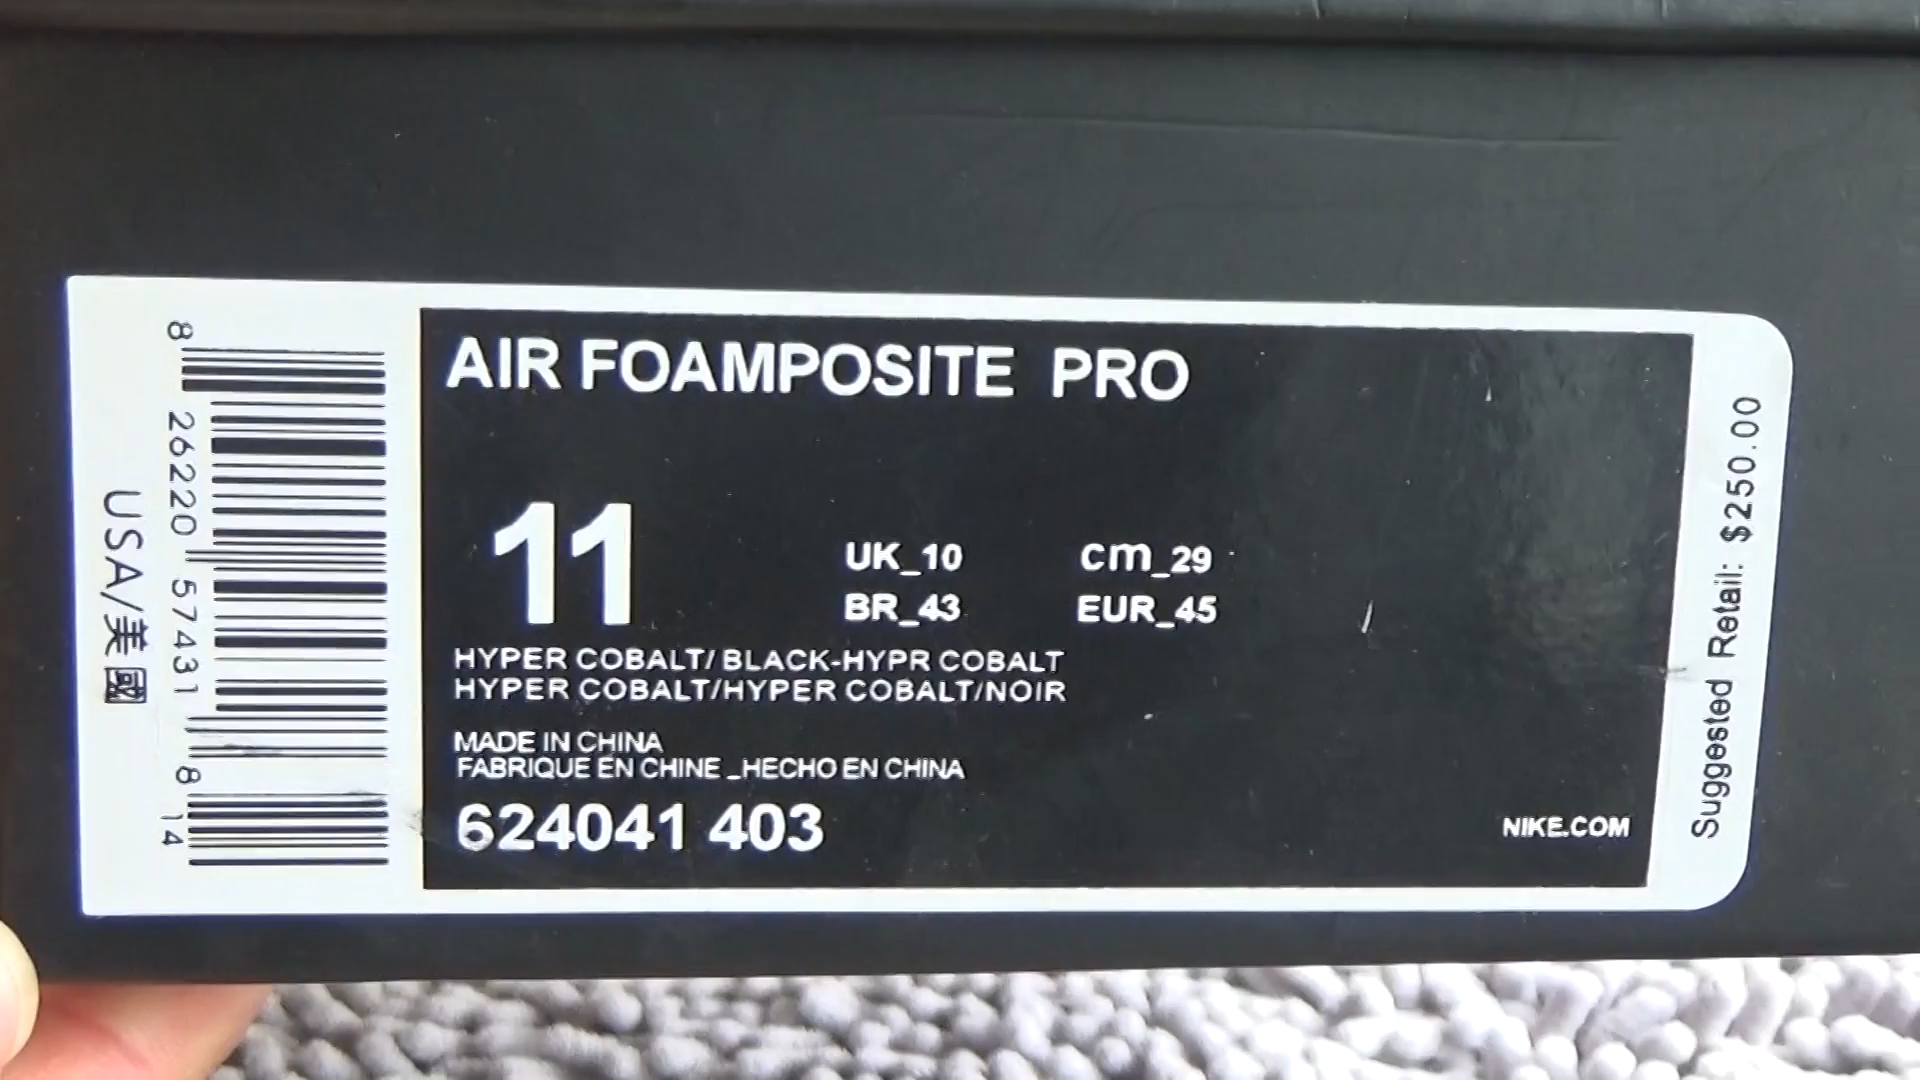 AIR FOAMPOSITE PRO
11
UK_10 cm_29
BR_43 EUR_45
HYPER COBALT/ BLACK-HYPR COBALT
HYPER COBALT/HYPER COBALT/NOIR
MADE IN CHINA
FABRIQUE EN CHINE _HECHO EN CHINA
624041 403
NIKE.COM
Suggested Retail: $250.00
8 26220 57431 8 14
USA/美國